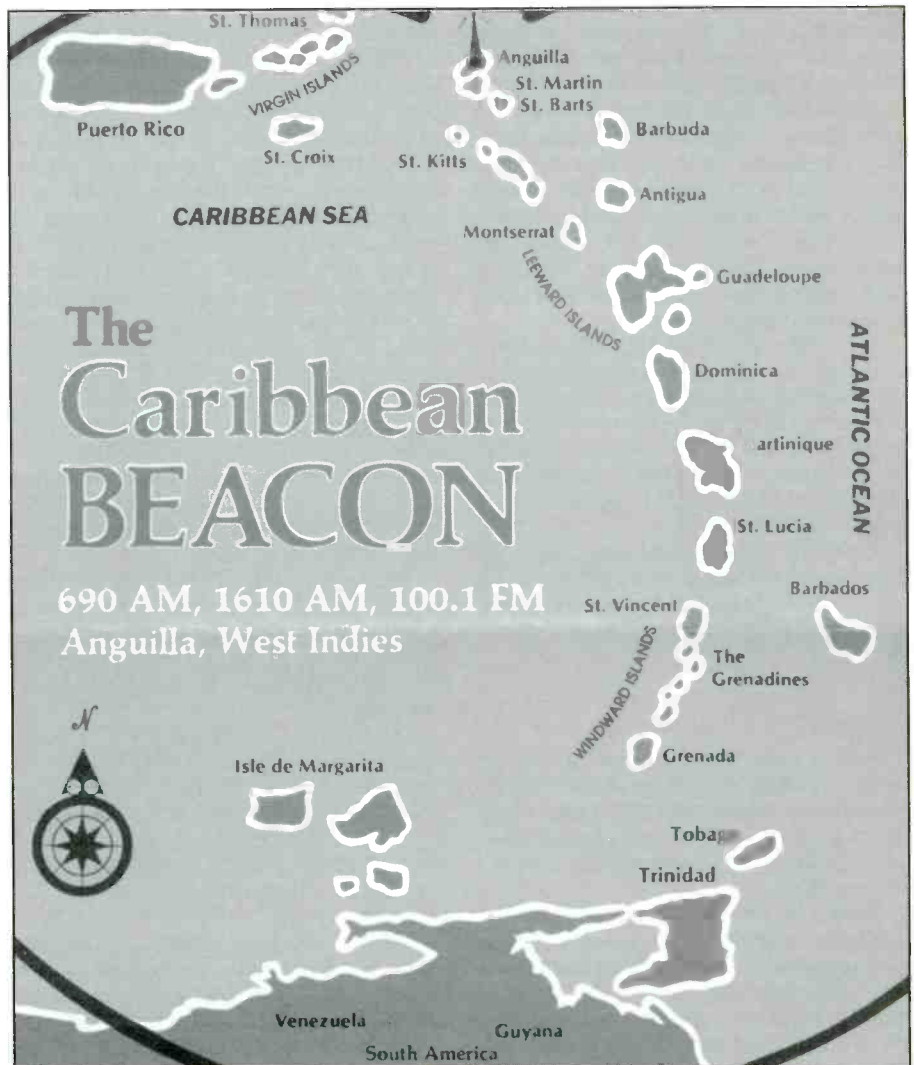 St. Thomas
Anguilla
St. Martin
St. Barts
VIRGIN ISLANDS
Puerto Rico
St. Croix
St. Kitts
Barbuda
CARIBBEAN SEA
Antigua
Montserrat
LEEWARD ISLANDS
Guadeloupe
The
Caribbean
BEACON
ATLANTIC OCEAN
Dominica
artinique
St. Lucia
690 AM, 1610 AM, 100.1 FM
Anguilla, West Indies
Barbados
St. Vincent
The
Grenadines
WINDWARD ISLANDS
Grenada
N
Isle de Margarita
Tobag
Trinidad
Venezuela
Guyana
South America